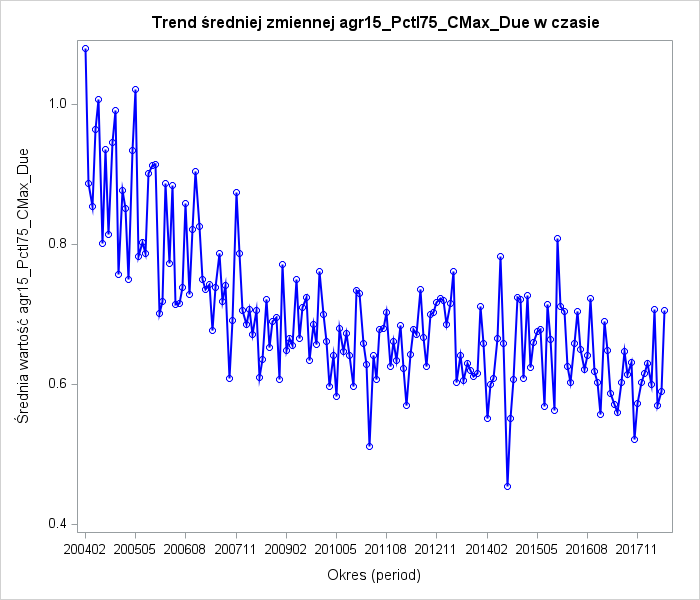 Trend średniej zmiennej agr15_Pctl75_CMax_Due w czasie
Średnia wartość agr15_Pctl75_CMax_Due
1.0
0.8
0.6
0.4
200402 200505 200608 200711 200902 201005 201108 201211 201402 201505 201608 201711
Okres (period)